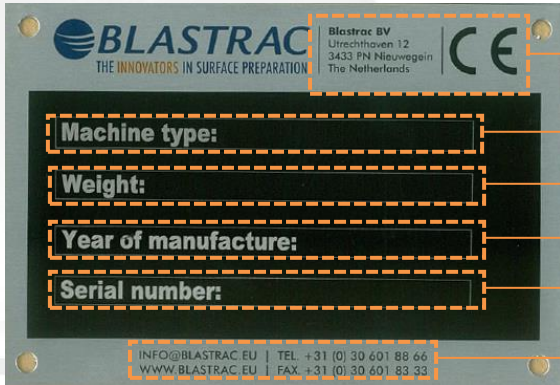 BLASTRAC
THE INNOVATORS IN SURFACE PREPARATION
Blastrac BV
Utrechthaven 12
3433 PN Nieuwegein
The Netherlands
CE
Machine type:
Weight:
Year of manufacture:
Serial number:
INFO@BLASTRAC.EU | TEL. +31 (0) 30 601 88 66
WWW.BLASTRAC.EU | FAX. +31 (0) 30 601 83 33